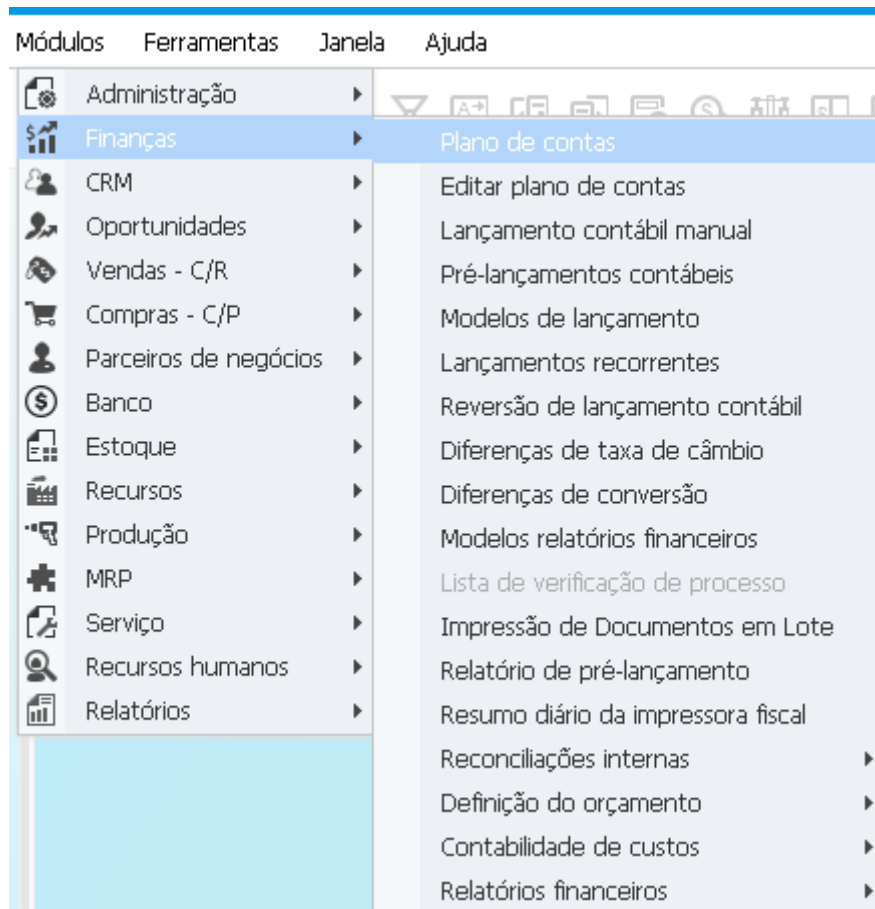 Módulos Ferramentas Janela Ajuda
Administração
Finanças
CRM
Oportunidades
Vendas - C/R
Compras - C/P
Parceiros de negócios
Banco
Estoque
Recursos
Produção
MRP
Serviço
Recursos humanos
Relatórios
Plano de contas
Editar plano de contas
Lançamento contábil manual
Pré-lançamentos contábeis
Modelos de lançamento
Lançamentos recorrentes
Reversão de lançamento contábil
Diferenças de taxa de câmbio
Diferenças de conversão
Modelos relatórios financeiros
Lista de verificação de processo
Impressão de Documentos em Lote
Relatório de pré-lançamento
Resumo diário da impressora fiscal
Reconciliações internas
Definição do orçamento
Contabilidade de custos
Relatórios financeiros